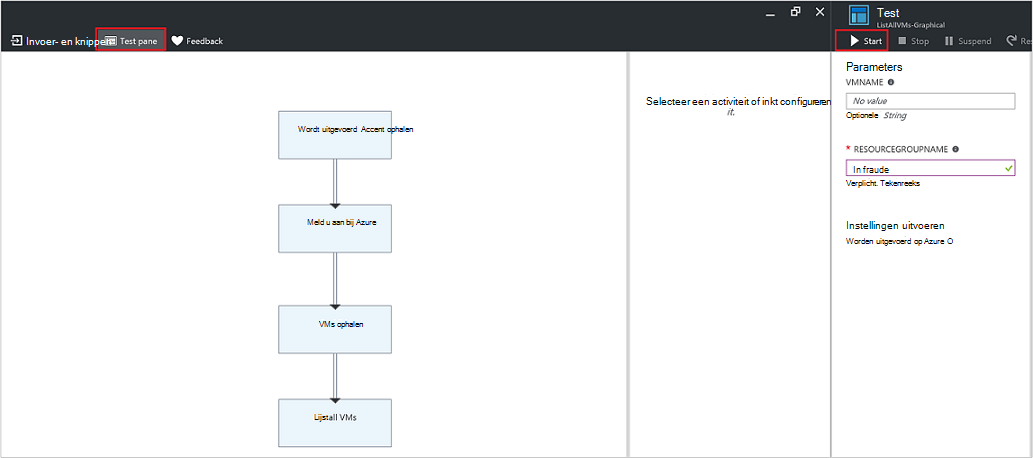 Invoer- en knippe
Test pane
Feedback
Wordt uitgevoerd Accent ophalen
Meld u aan bij Azure
VMs ophalen
Lijstall VMs
Selecteer een activiteit of inkt configureren
it.
Test
ListAllVMs-Graphical
Start
Stop
Suspend
Res
Parameters
VMNAME
No value
Optionele String
* RESOURCEGROUPNAME
In fraude
Verplicht. Tekenreeks
Instellingen uitvoeren
Worden uitgevoerd op Azure O